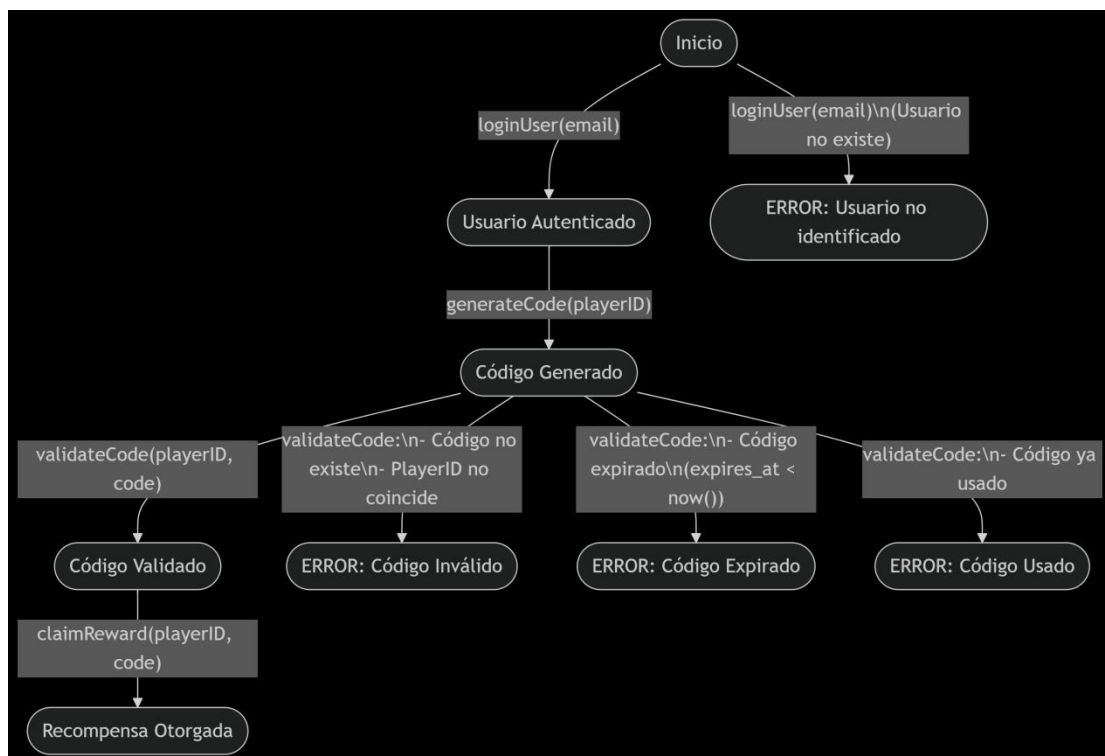 Inicio
loginUser(email)
loginUser(email)\n(Usuario
no existe)
Usuario Autenticado
ERROR: Usuario no
identificado
generateCode(playerID)
Código Generado
validateCode(playerID,
code)
validateCode:\n- Código no
existe\n- PlayerID no
coincide
validateCode:\n- Código
expirado\n(expires_at <
now())
validateCode:\n- Código ya
usado
Código Validado
ERROR: Código Inválido
ERROR: Código Expirado
ERROR: Código Usado
claimReward(playerID,
code)
Recompensa Otorgada